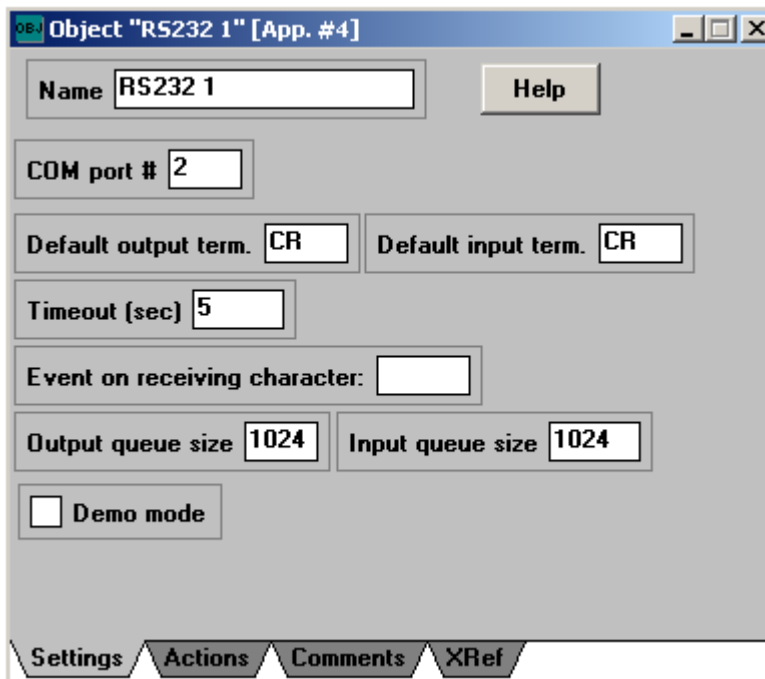 OBJ Object "RS232 1" [App. #4]
Name RS232 1 Help
COM port # 2
Default output term. CR Default input term. CR
Timeout (sec) 5
Event on receiving character:
Output queue size 1024 Input queue size 1024
Demo mode
Settings Actions Comments XRef